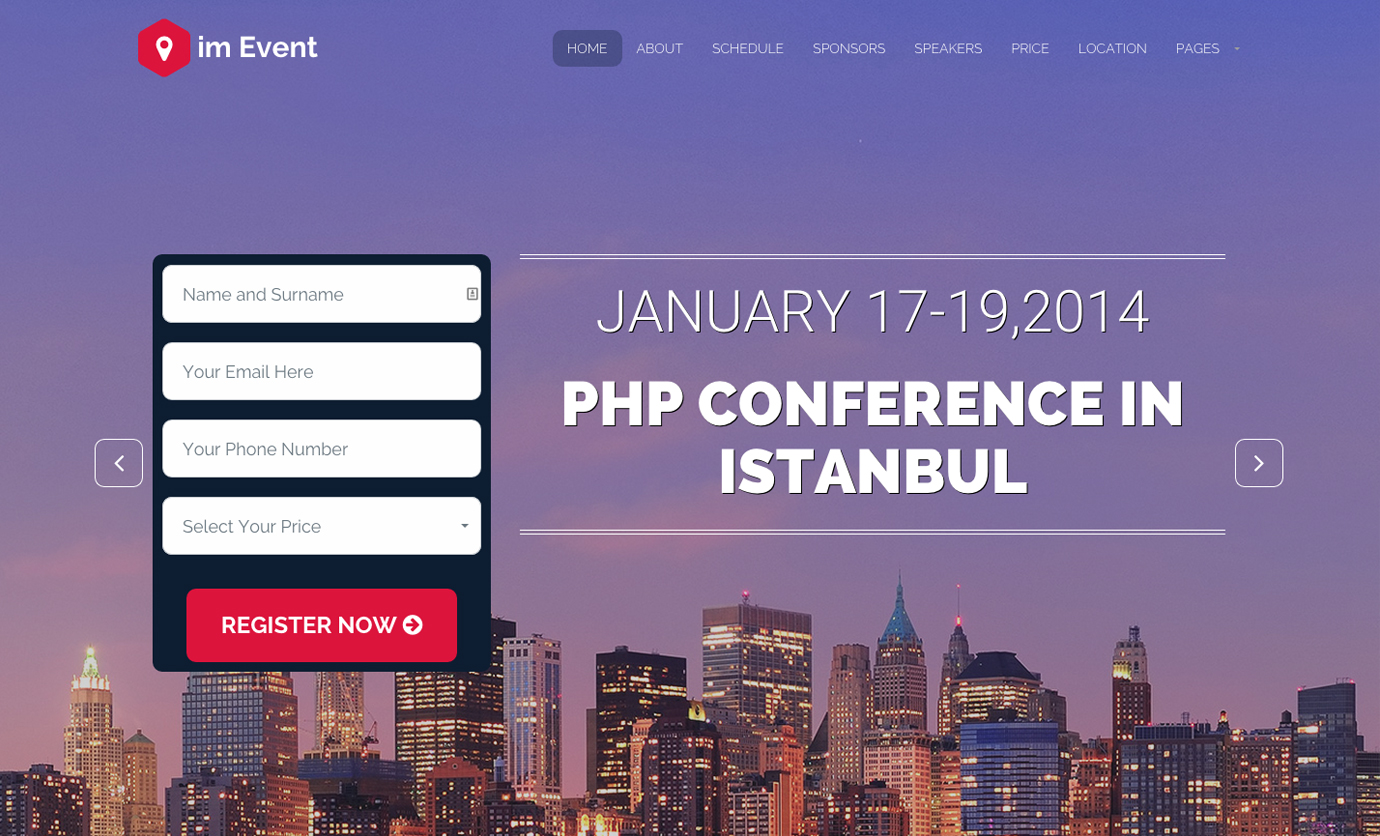 im Event
HOME ABOUT SCHEDULE SPONSORS SPEAKERS PRICE LOCATION PAGES
Name and Surname
Your Email Here
Your Phone Number
Select Your Price
REGISTER NOW
JANUARY 17-19,2014
PHP CONFERENCE IN
ISTANBUL